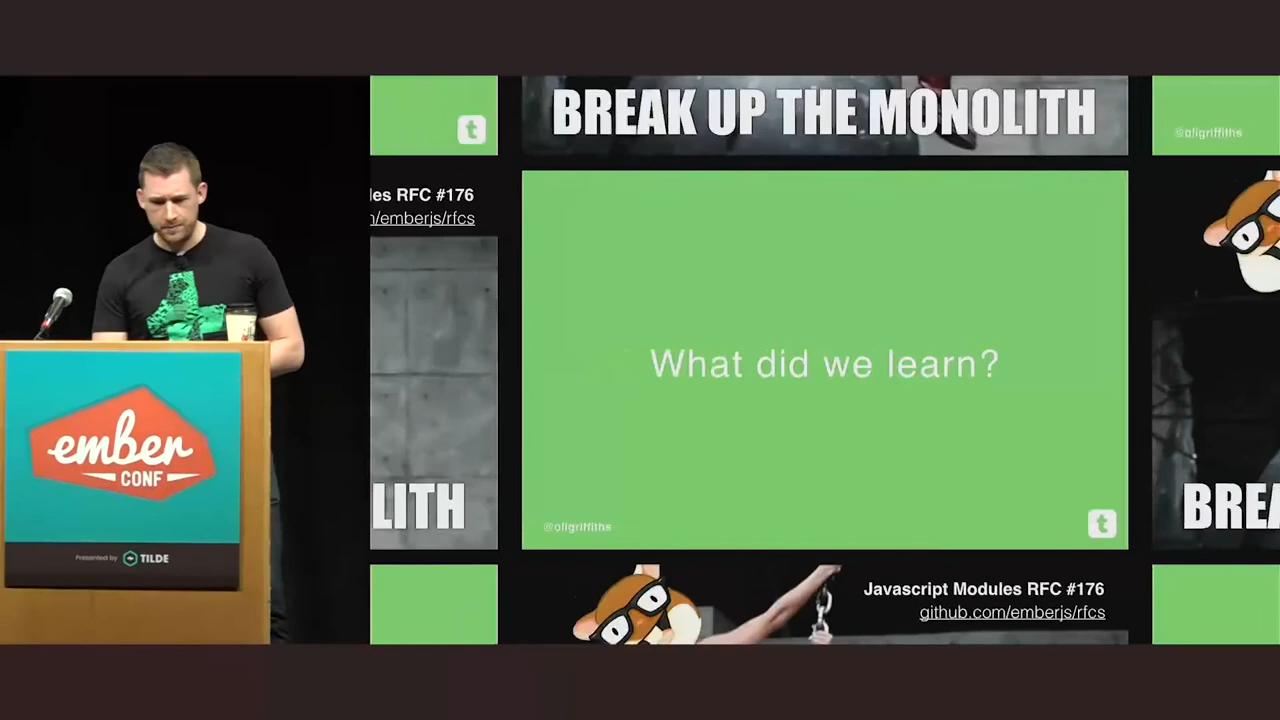 BREAK UP THE MONOLITH
t
@oligriffiths
les RFC #176
n/emberjs/rfcs
What did we learn?
LITH
BREA
@oligriffiths
t
ember
CONF
Presented by TILDE
Javascript Modules RFC #176
github.com/emberjs/rfcs